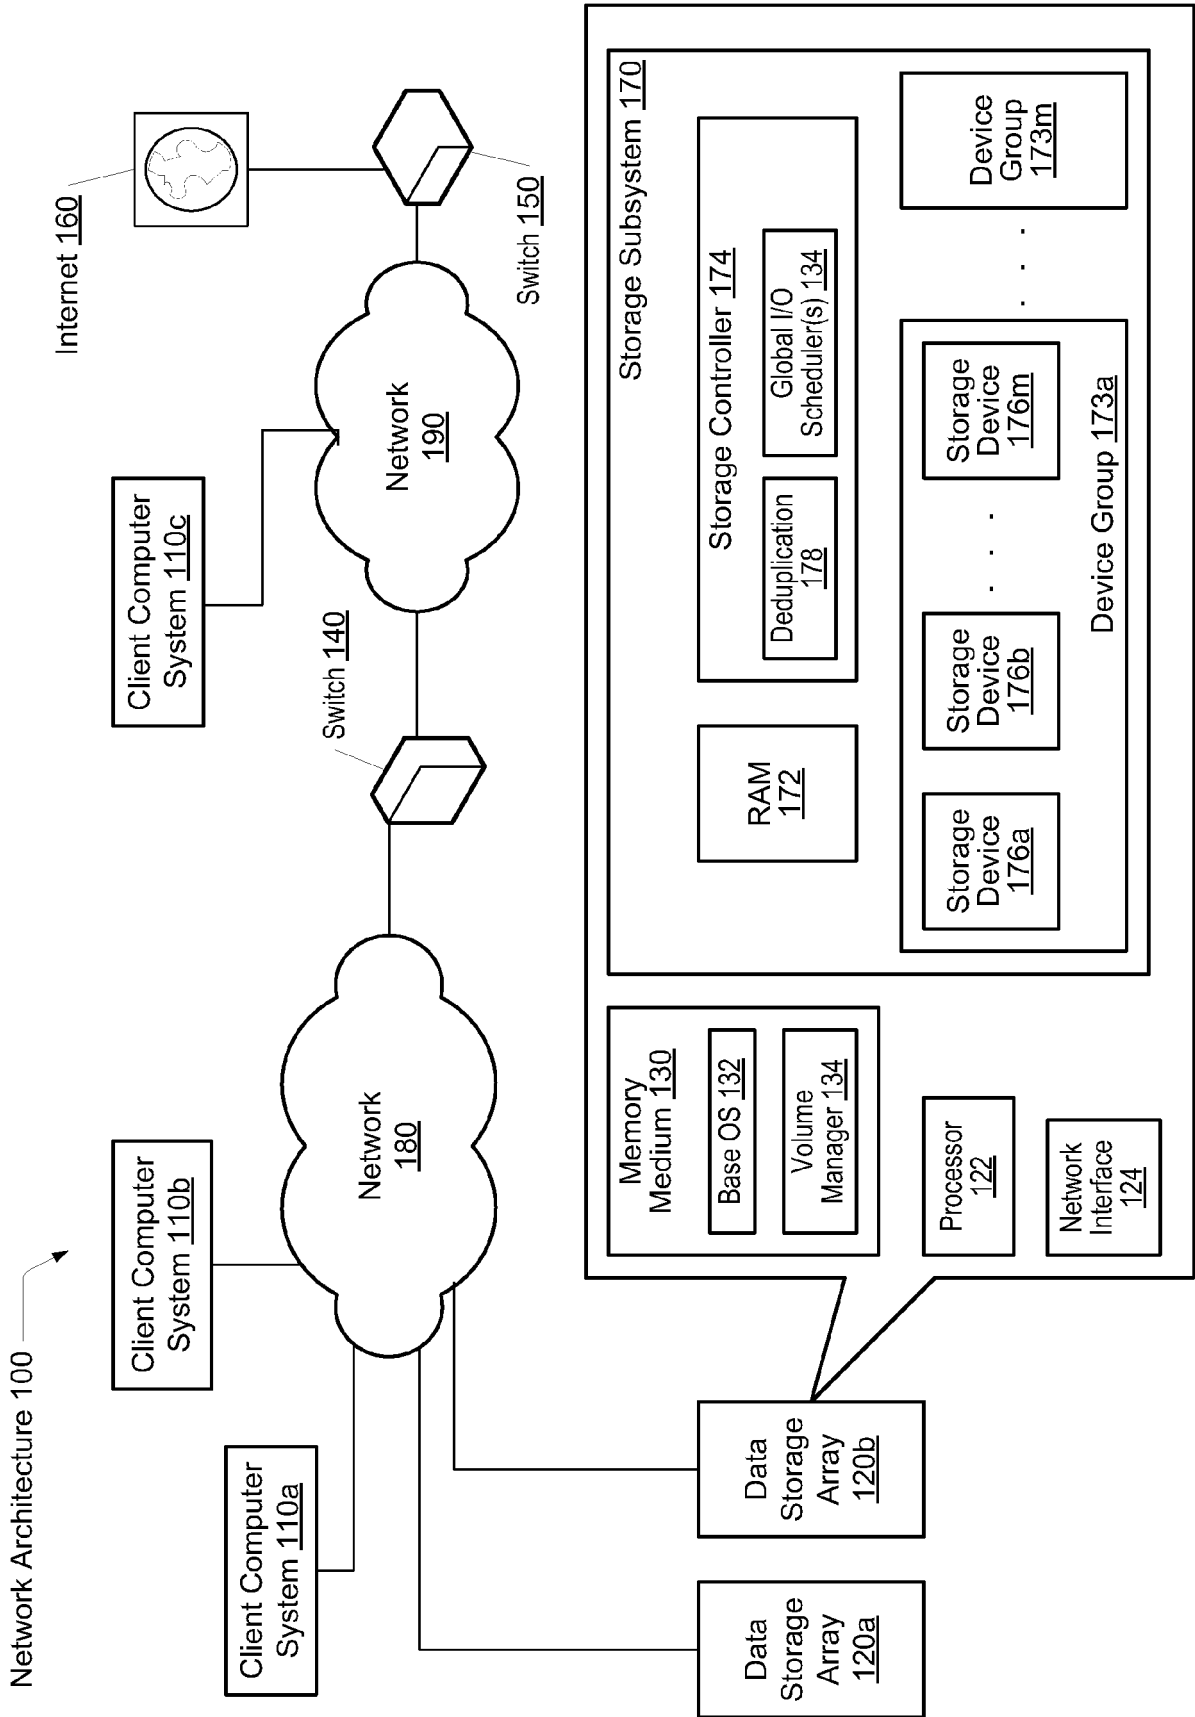 Network Architecture 100
Client Computer
System 110a
Client Computer
System 110b
Client Computer
System 110c
Internet 160
Switch 140
Switch 150
Network
180
Network
190
Data
Storage
Array
120a
Data
Storage
Array
120b
Memory
Medium 130
Base OS 132
Volume
Manager 134
Processor
122
Network
Interface
124
Storage Subsystem 170
RAM
172
Storage Controller 174
Deduplication
178
Global I/O
Scheduler(s) 134
Storage
Device
176a
Storage
Device
176b
. . .
Storage
Device
176m
Device Group 173a
. . .
Device
Group
173m